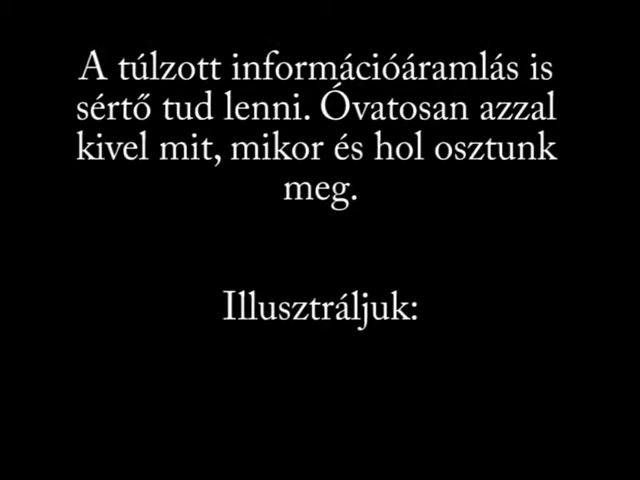 A túlzott információáramlás is
sértő tud lenni. Óvatosan azzal
kivel mit, mikor és hol osztunk
meg.
Illusztráljuk: